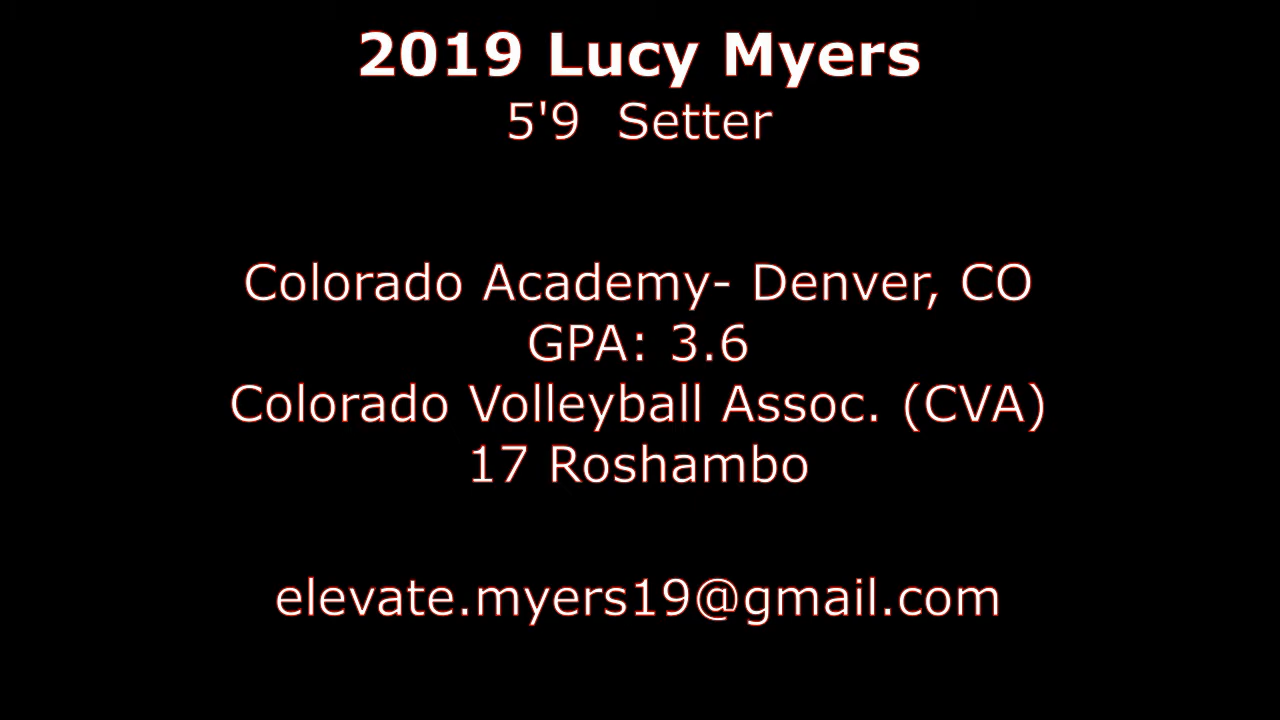 2019 Lucy Myers
5'9 Setter
Colorado Academy- Denver, CO
GPA: 3.6
Colorado Volleyball Assoc. (CVA)
17 Roshambo
elevate.myers19@gmail.com